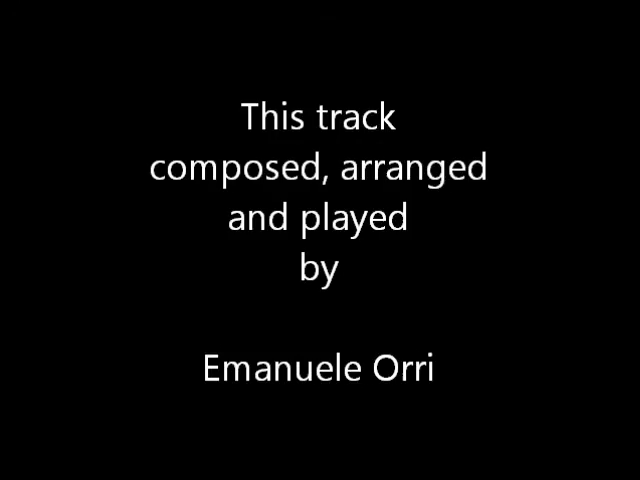 This track
composed, arranged
and played
by
Emanuele Orri